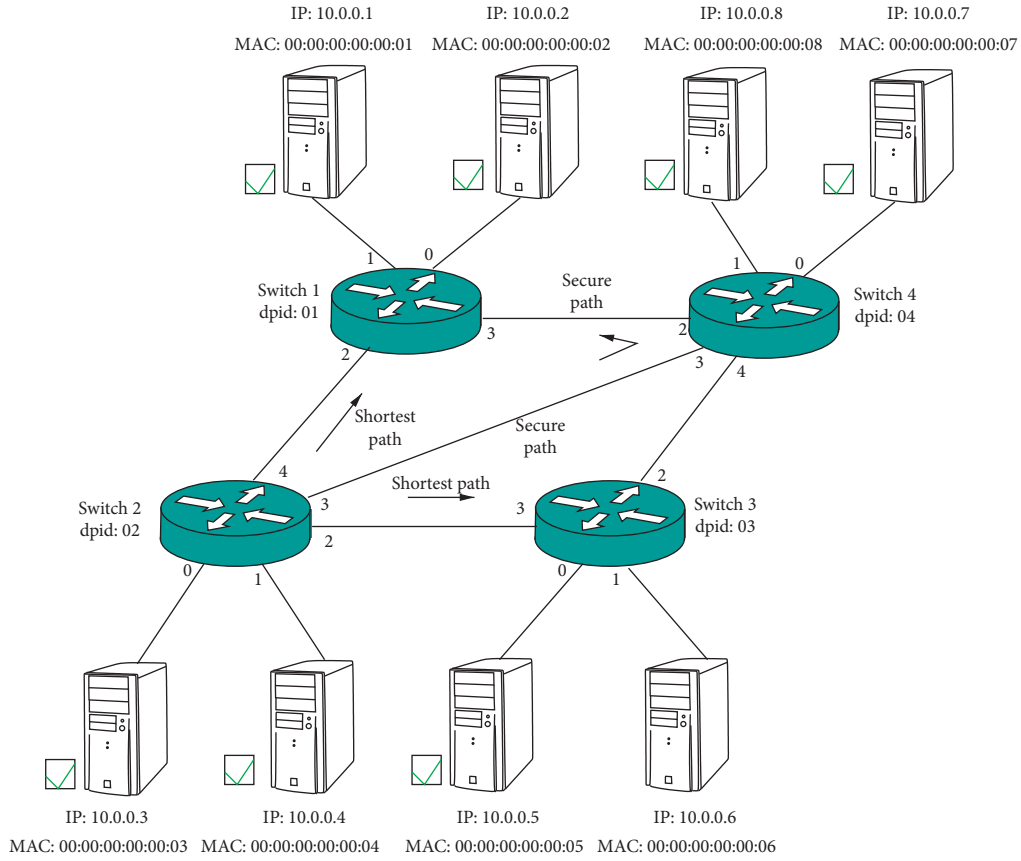 IP: 10.0.0.1
IP: 10.0.0.2
IP: 10.0.0.8
IP: 10.0.0.7
MAC: 00:00:00:00:00:01
MAC: 00:00:00:00:00:02
MAC: 00:00:00:00:00:08
MAC: 00:00:00:00:00:07
1
0
1
0
Switch 1
dpid: 01
Secure
path
Switch 4
dpid: 04
3
2
2
3
4
Shortest
path
Secure
path
4
3
Shortest path
2
Switch 2
dpid: 02
3
Switch 3
dpid: 03
2
0
1
0
1
IP: 10.0.0.3
IP: 10.0.0.4
IP: 10.0.0.5
IP: 10.0.0.6
MAC: 00:00:00:00:00:03
MAC: 00:00:00:00:00:04
MAC: 00:00:00:00:00:05
MAC: 00:00:00:00:00:06